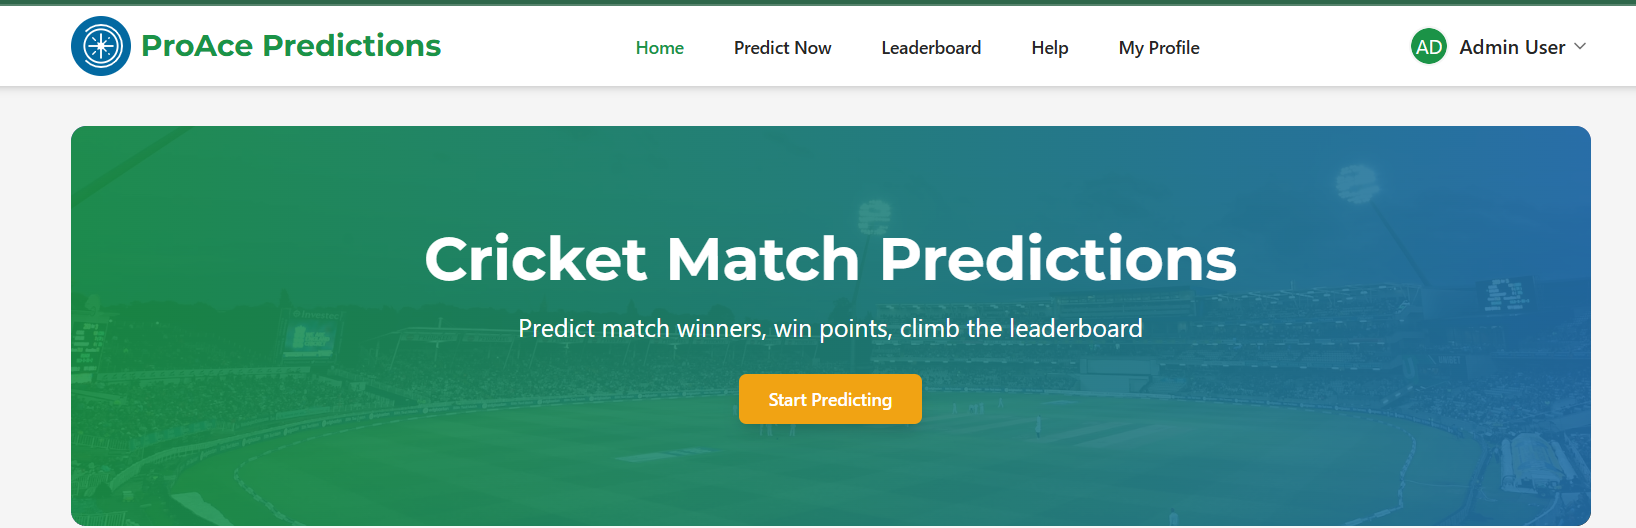 ProAce Predictions
Home Predict Now Leaderboard Help My Profile
AD Admin User
Cricket Match Predictions
Predict match winners, win points, climb the leaderboard
Investec
Start Predicting